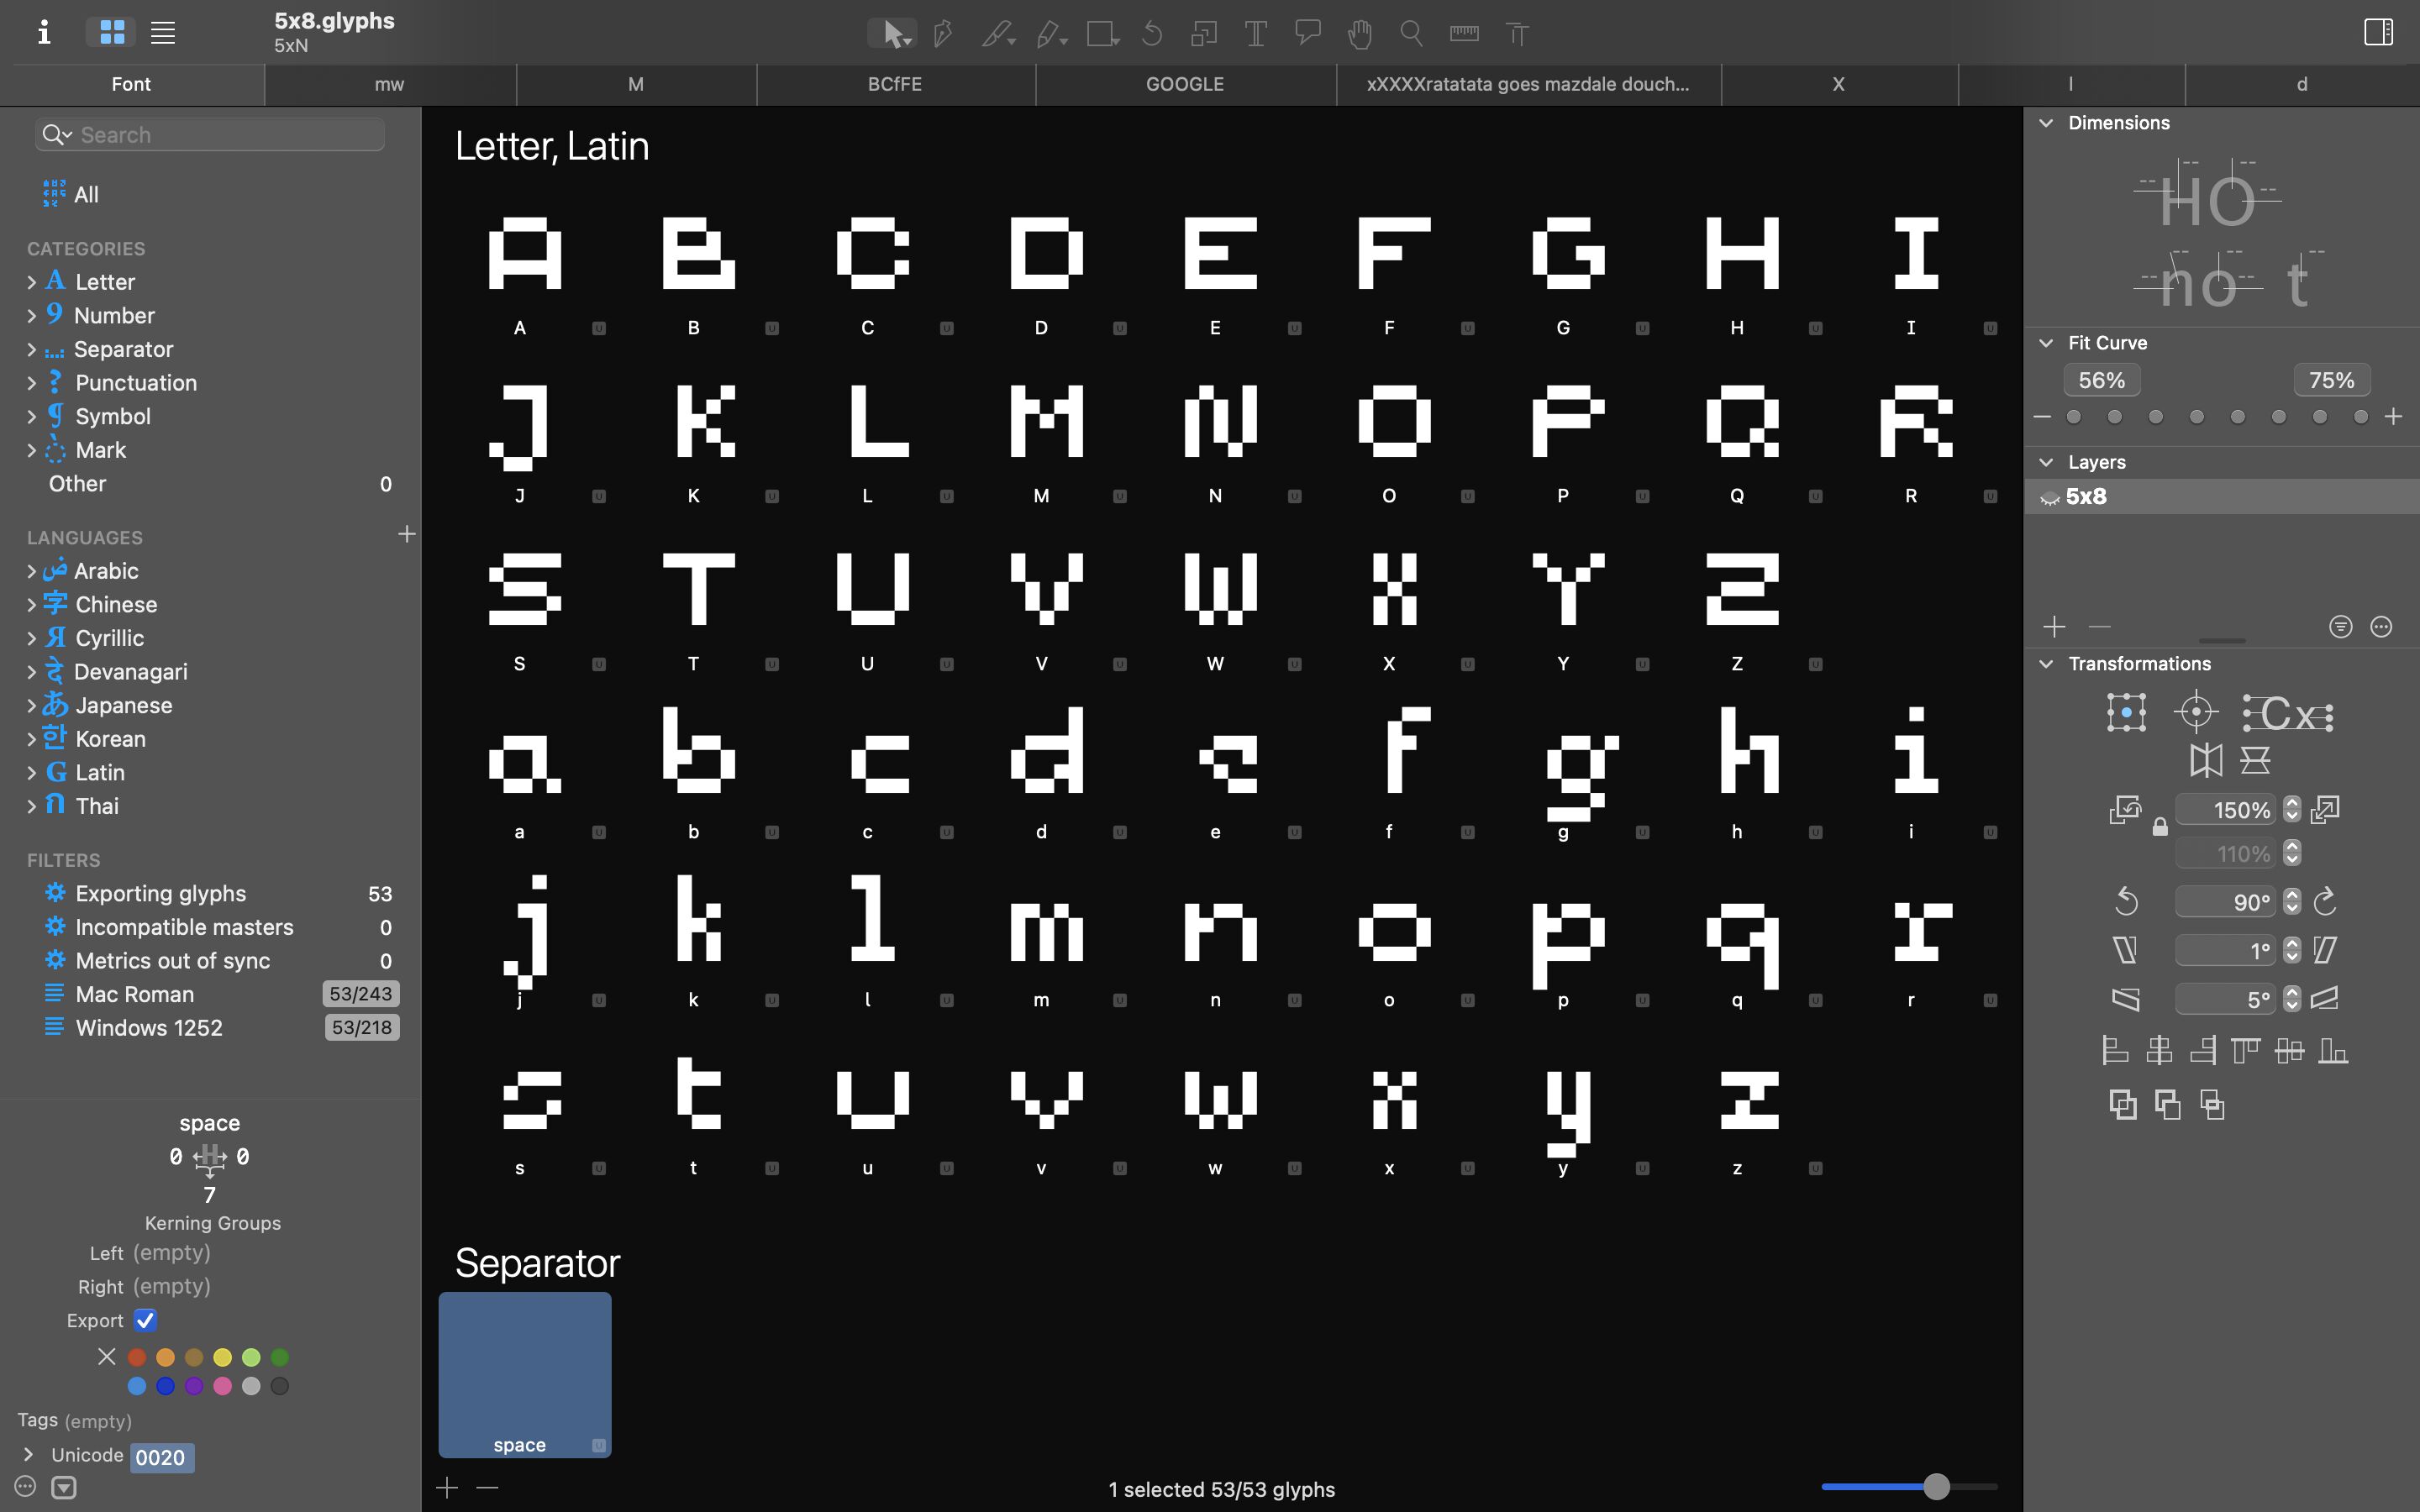 5x8.glyphs
5xN
Font
mw
M
BCfFE
GOOGLE
xXXXXratatata goes mazdale douch...
X
l
d
Search
All
CATEGORIES
Letter
Number
Separator
Punctuation
Symbol
Mark
Other 0
LANGUAGES
Arabic
Chinese
Cyrillic
Devanagari
Japanese
Korean
Latin
Thai
FILTERS
Exporting glyphs 53
Incompatible masters 0
Metrics out of sync 0
Mac Roman 53/243
Windows 1252 53/218
space
0 H 0
7
Kerning Groups
Left (empty)
Right (empty)
Export
Tags (empty)
Unicode 0020
Letter, Latin
A B C D E F G H I
A B C D E F G H I
J K L M N O P Q R
J K L M N O P Q R
S T U V W X Y Z
S T U V W X Y Z
a b c d e f g h i
a b c d e f g h i
j k l m n o p q r
j k l m n o p q r
s t u v w x y z
s t u v w x y z
Separator
space
1 selected 53/53 glyphs
Dimensions
HO
no t
Fit Curve
56% 75%
Layers
5x8
Transformations
Cx
150%
110%
90°
1°
5°